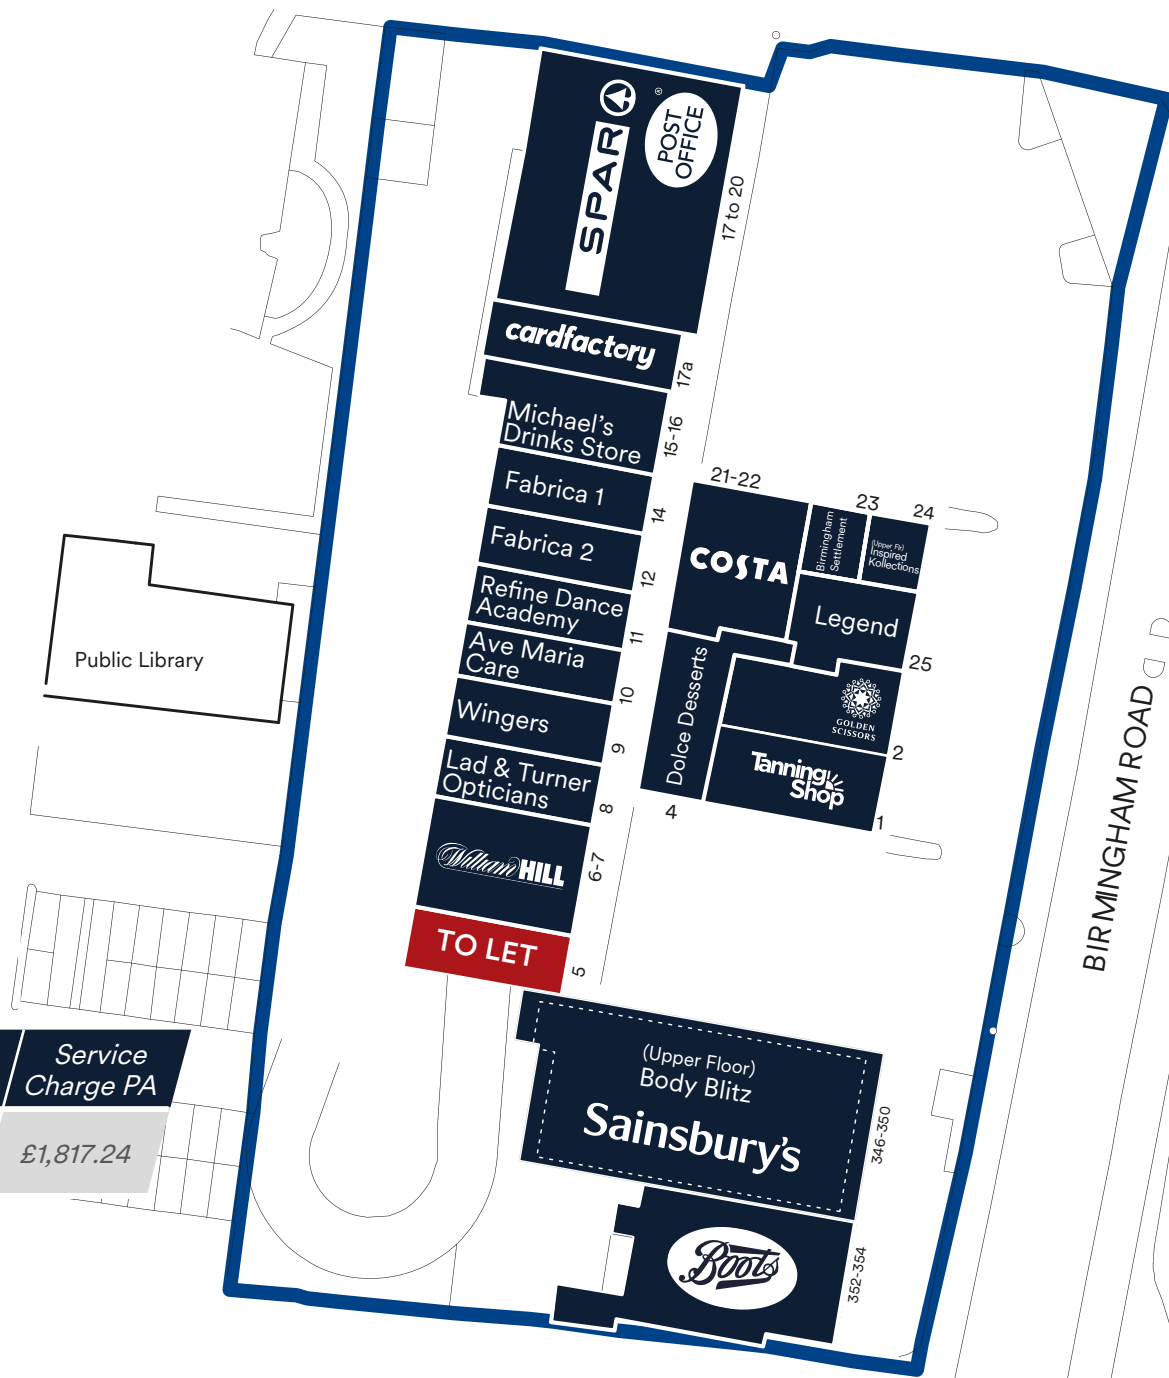 SPAR
®
POST
OFFICE
17 to 20
cardfactory
17a
Michael's
Drinks Store
15-16
Fabrica 1
14
Fabrica 2
12
Refine Dance
Academy
11
Ave Maria
Care
10
Wingers
9
Lad & Turner
Opticians
8
William HILL
6-7
TO LET
5
21-22
COSTA
23
Birmingham
Settlement
24
(Upper Flr)
Inspired
Kollections
Legend
25
Dolce Desserts
4
GOLDEN
SCISSORS
2
Tanning
Shop
1
Public Library
BIRMINGHAM ROAD
(Upper Floor)
Body Blitz
Sainsbury's
346-350
Boots
352-354
Service
Charge PA
£1,817.24